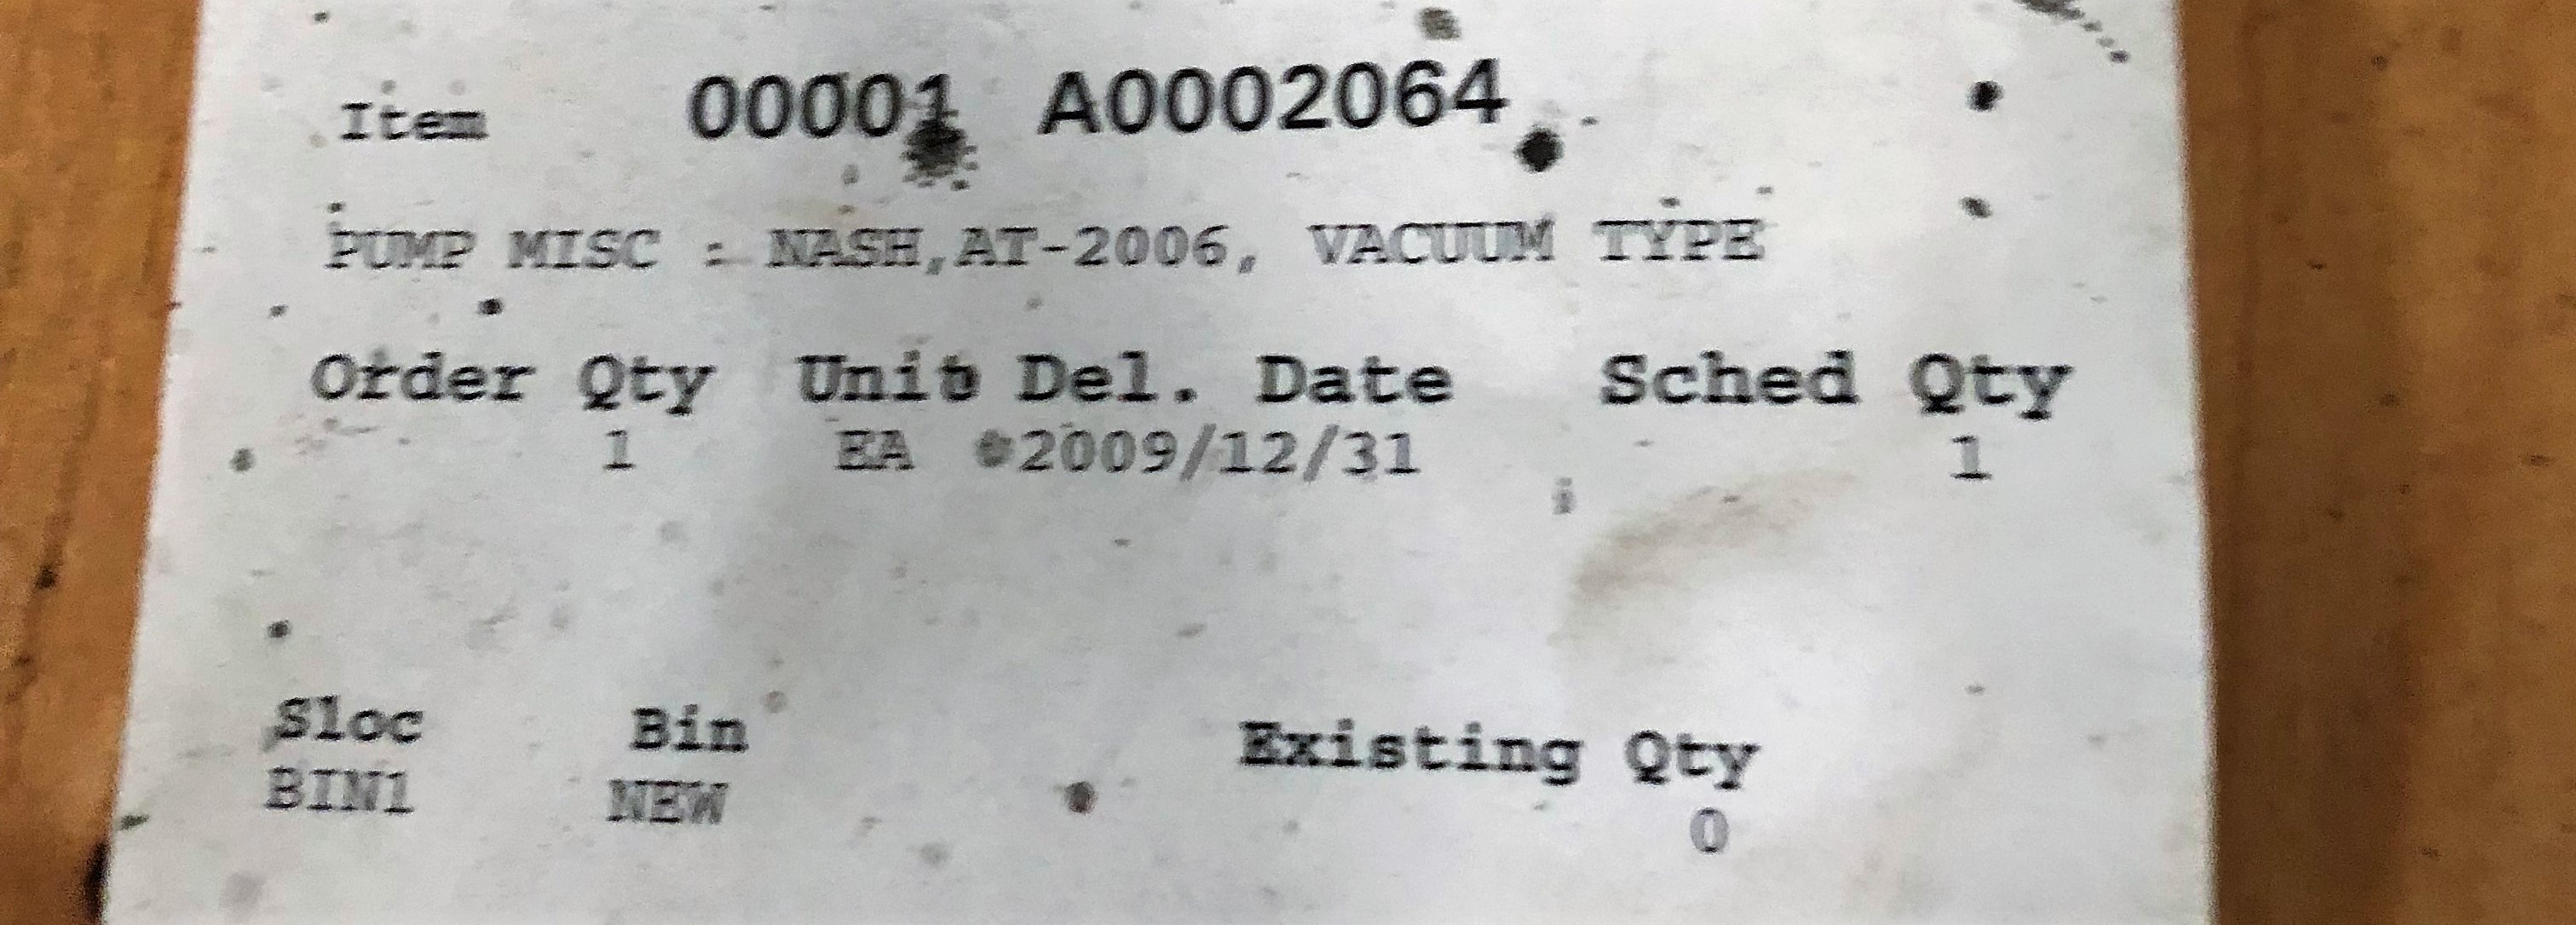 Item 00001 A0002064
PUMP MISC : NASH,AT-2006, VACUUM TYPE
Order Qty Unit Del. Date Sched Qty
1 EA 2009/12/31 1
Sloc Bin Existing Qty
BIN1 NEW 0